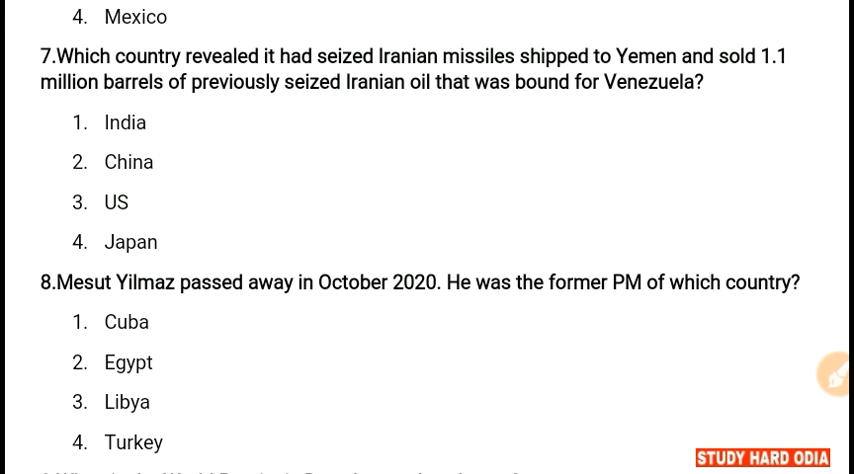 4. Mexico
7.Which country revealed it had seized Iranian missiles shipped to Yemen and sold 1.1
million barrels of previously seized Iranian oil that was bound for Venezuela?
1. India
2. China
3. US
4. Japan
8.Mesut Yilmaz passed away in October 2020. He was the former PM of which country?
1. Cuba
2. Egypt
3. Libya
4. Turkey
STUDY HARD ODIA